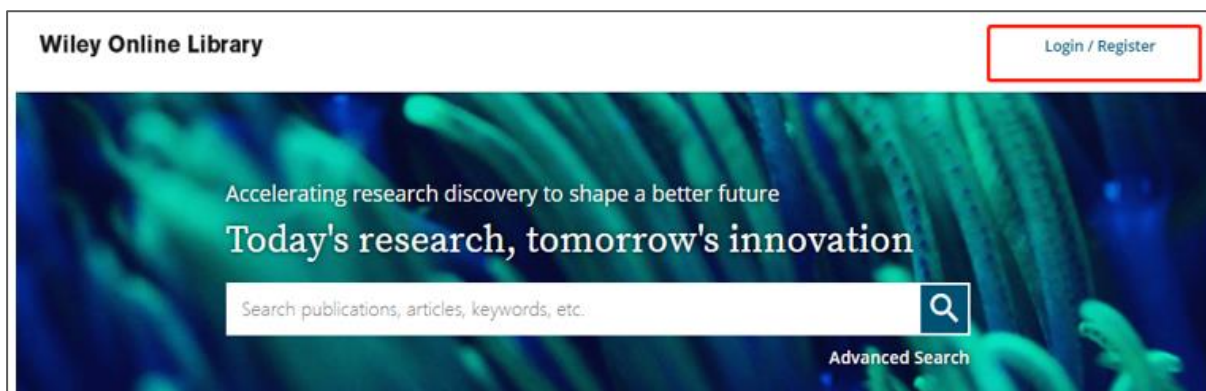 Wiley Online Library
Login / Register
Accelerating research discovery to shape a better future
Today's research, tomorrow's innovation
Search publications, articles, keywords, etc.
Advanced Search